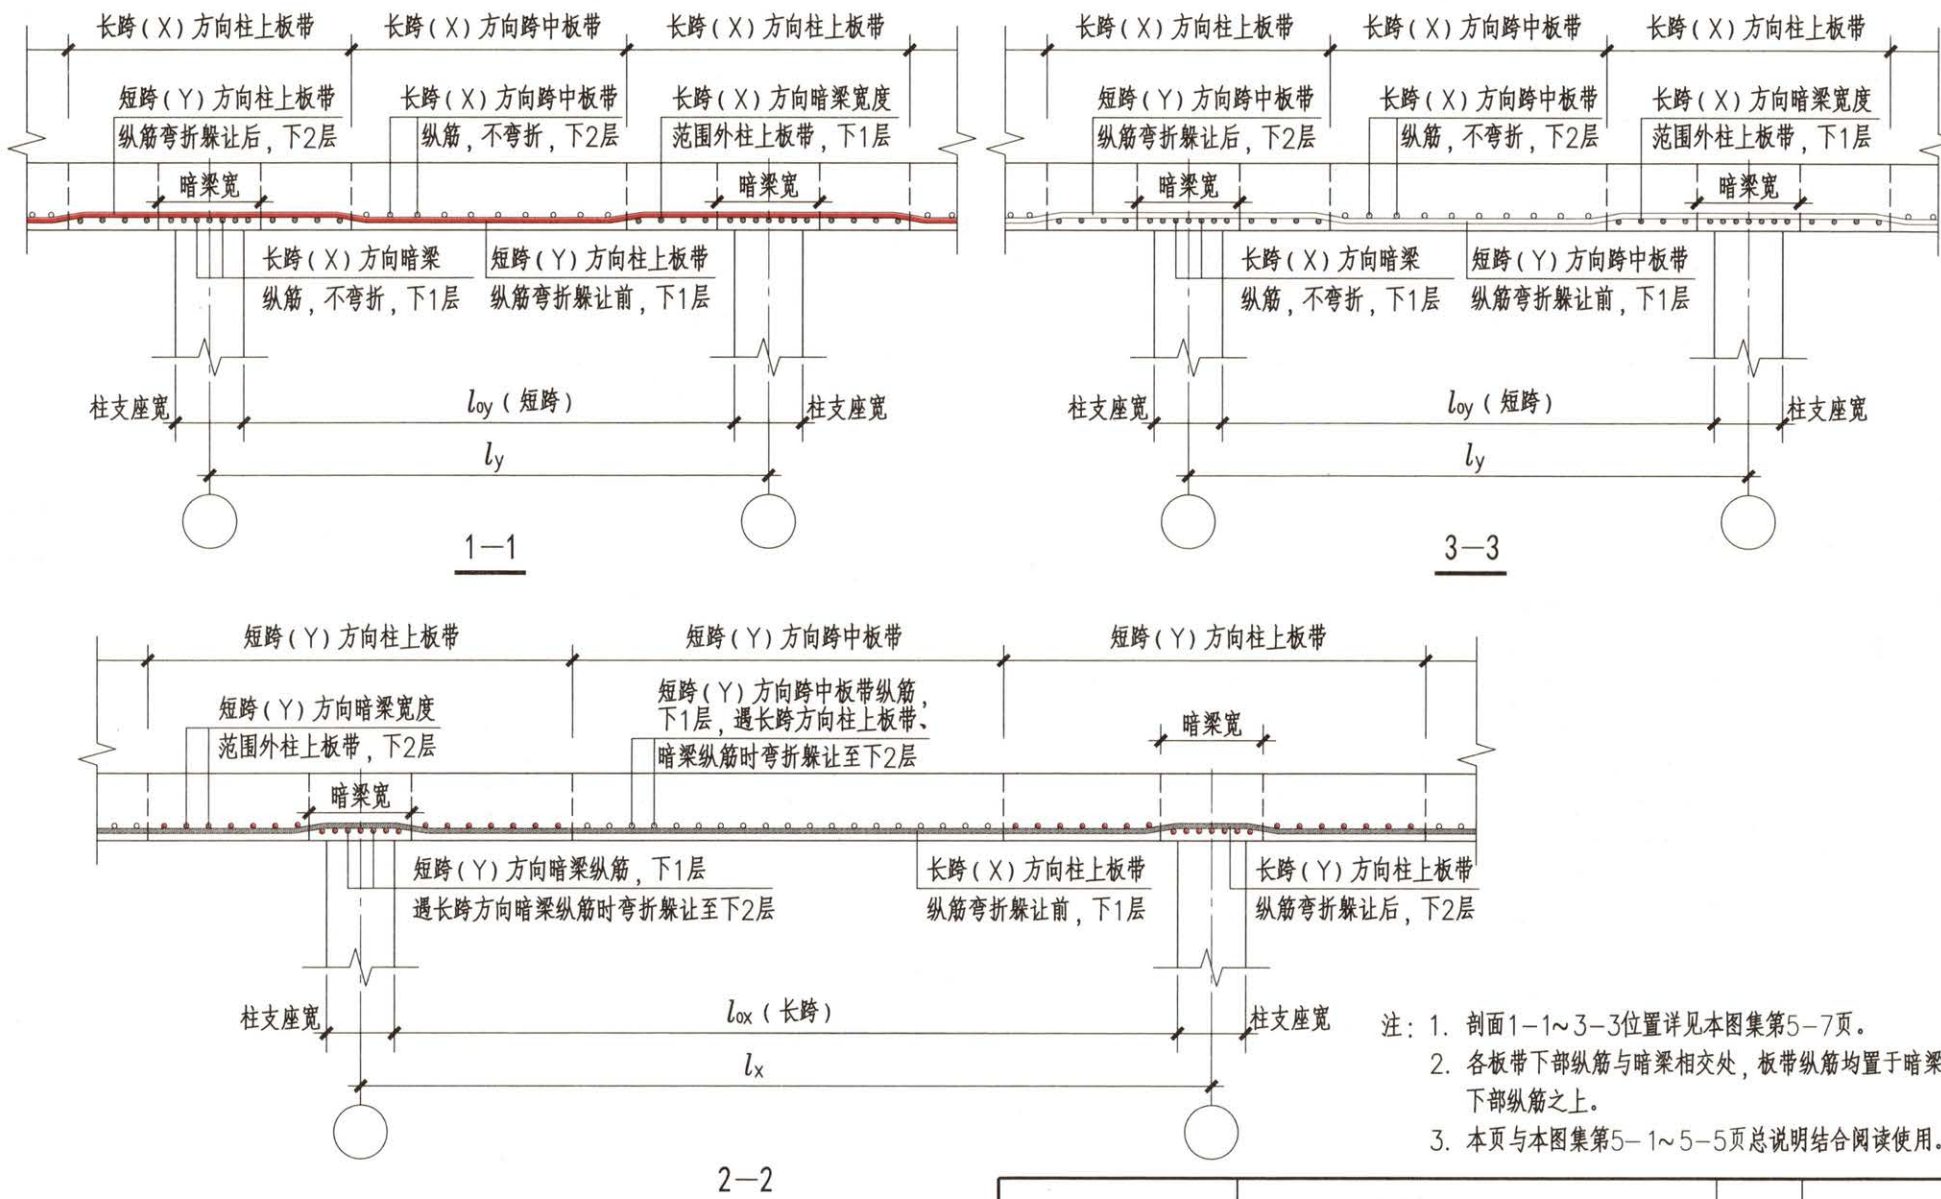 长跨(X)方向柱上板带
长跨(X)方向跨中板带
长跨(X)方向柱上板带
短跨(Y)方向柱上板带
纵筋弯折躲让后,下2层
长跨(X)方向跨中板带
纵筋,不弯折,下2层
长跨(X)方向暗梁宽度
范围外柱上板带,下1层
暗梁宽
暗梁宽
长跨(X)方向暗梁
纵筋,不弯折,下1层
短跨(Y)方向柱上板带
纵筋弯折躲让前,下1层
柱支座宽
loy(短跨)
柱支座宽
ly
1—1
长跨(X)方向柱上板带
长跨(X)方向跨中板带
长跨(X)方向柱上板带
短跨(Y)方向跨中板带
纵筋弯折躲让后,下2层
长跨(X)方向跨中板带
纵筋,不弯折,下2层
长跨(X)方向暗梁宽度
范围外柱上板带,下1层
暗梁宽
暗梁宽
长跨(X)方向暗梁
纵筋,不弯折,下1层
短跨(Y)方向跨中板带
纵筋弯折躲让前,下1层
柱支座宽
loy(短跨)
柱支座宽
ly
3—3
短跨(Y)方向柱上板带
短跨(Y)方向跨中板带
短跨(Y)方向柱上板带
短跨(Y)方向暗梁宽度
范围外柱上板带,下2层
短跨(Y)方向跨中板带纵筋,
下1层,遇长跨方向柱上板带、
暗梁纵筋时弯折躲让至下2层
暗梁宽
暗梁宽
短跨(Y)方向暗梁纵筋,下1层
遇长跨方向暗梁纵筋时弯折躲让至下2层
长跨(X)方向柱上板带
纵筋弯折躲让前,下1层
长跨(Y)方向柱上板带
纵筋弯折躲让后,下2层
柱支座宽
lox(长跨)
柱支座宽
lx
2—2
注: 1. 剖面1-1~3-3位置详见本图集第5-7页。
2. 各板带下部纵筋与暗梁相交处,板带纵筋均置于暗梁
下部纵筋之上。
3. 本页与本图集第5-1~5-5页总说明结合阅读使用。